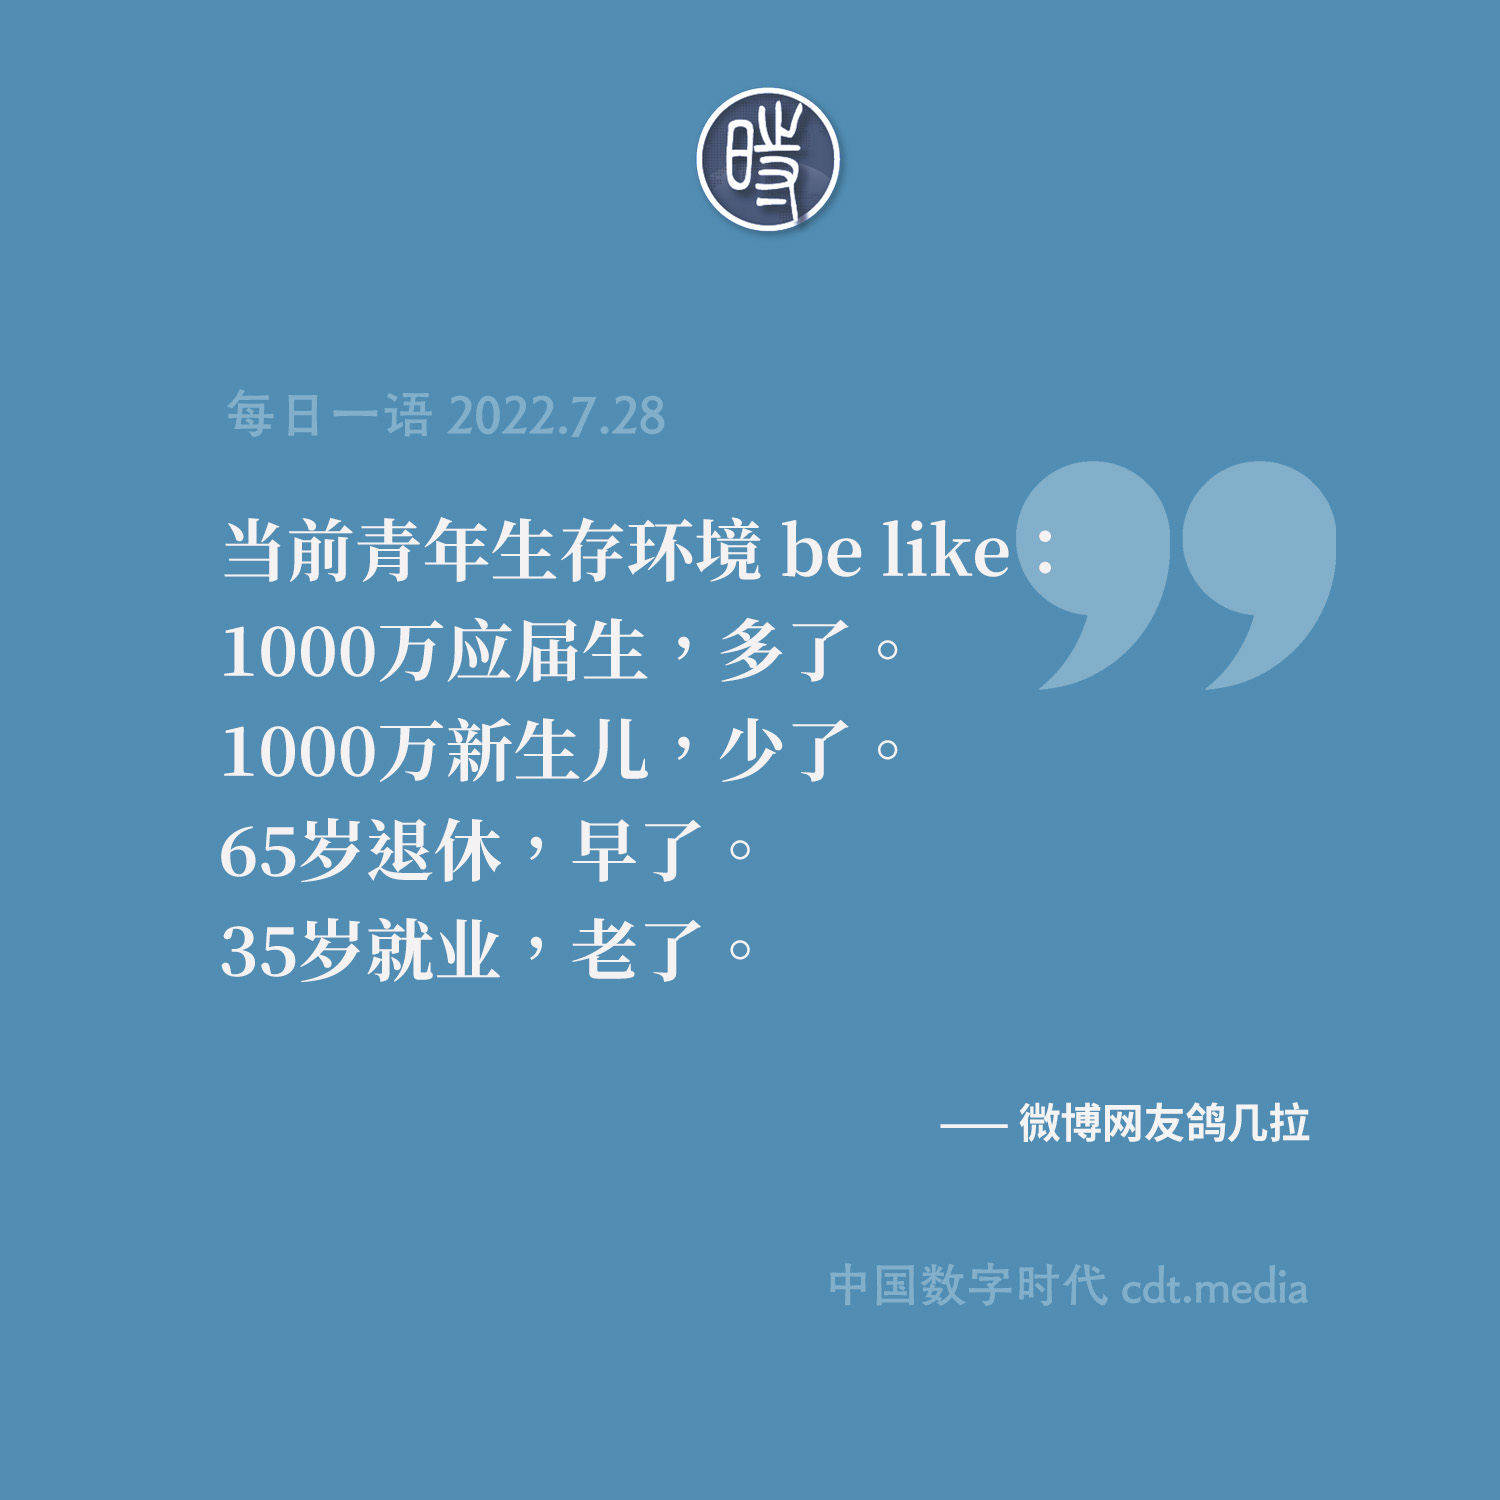 時
每日一语 2022.7.28
当前青年生存环境 be like：
1000万应届生，多了。
1000万新生儿，少了。
65岁退休，早了。
35岁就业，老了。
—— 微博网友鸽几拉
中国数字时代 cdt.media